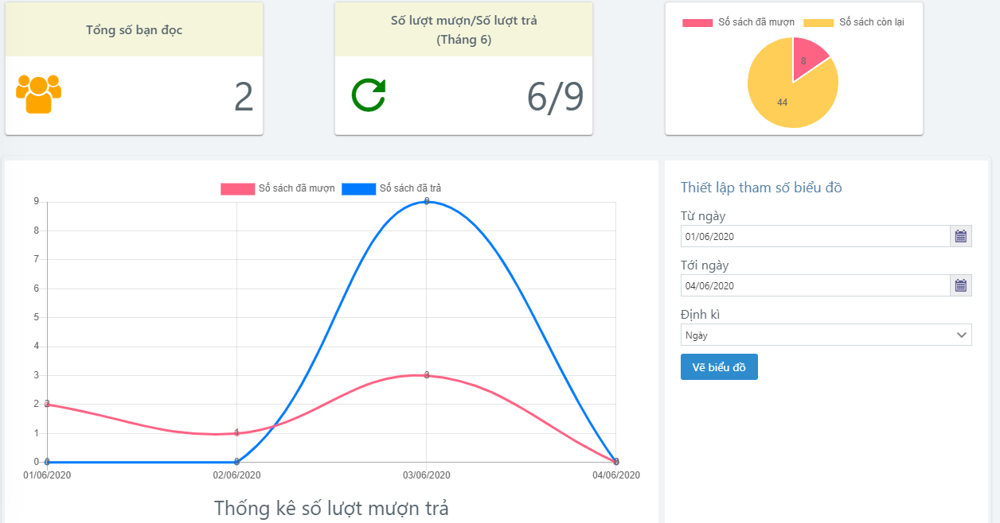 Tổng số bạn đọc
2
Số lượt mượn/Số lượt trả
(Tháng 6)
6/9
Số sách đã mượn Số sách còn lại
8
44
Số sách đã mượn Số sách đã trả
9
8
7
6
5
4
3
2
1
0
9
3
2
1
0
0
0
01/06/2020 02/06/2020 03/06/2020 04/06/2020
Thống kê số lượt mượn trả
Thiết lập tham số biểu đồ
Từ ngày
01/06/2020
Tới ngày
04/06/2020
Định kì
Ngày
Vẽ biểu đồ